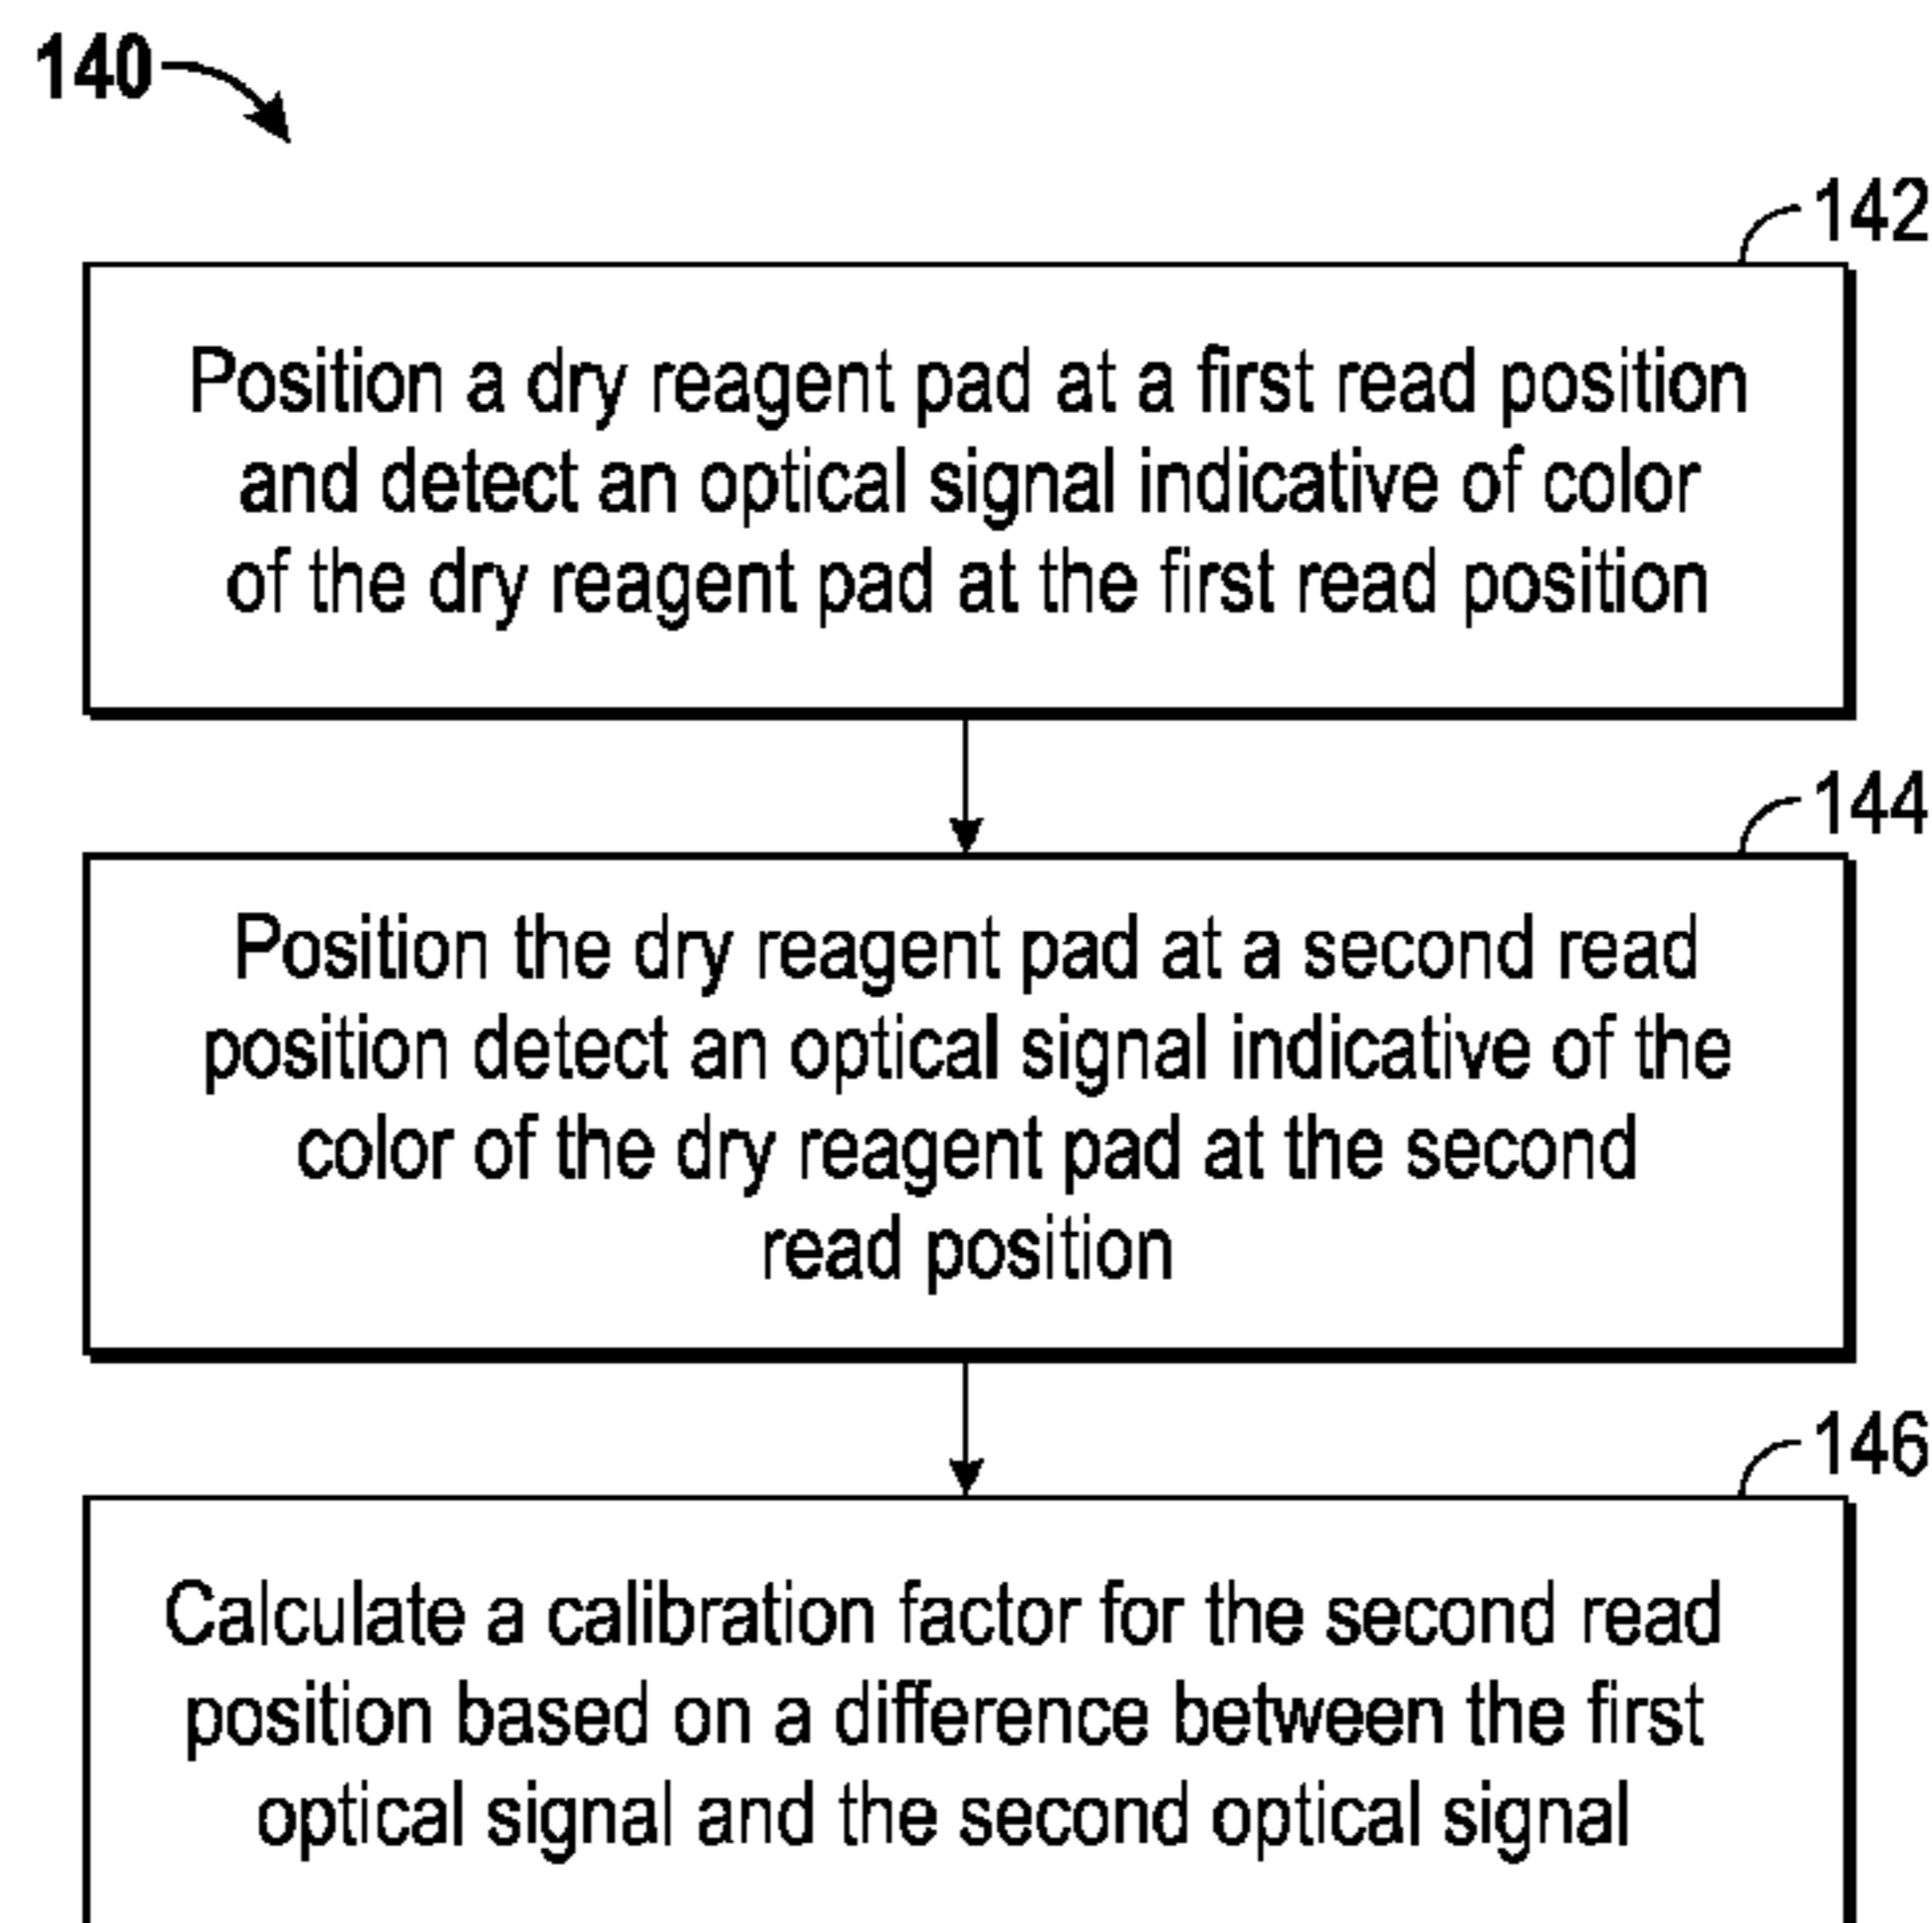 140
142
Position a dry reagent pad at a first read position
and detect an optical signal indicative of color
of the dry reagent pad at the first read position
144
Position the dry reagent pad at a second read
position detect an optical signal indicative of the
color of the dry reagent pad at the second
read position
146
Calculate a calibration factor for the second read
position based on a difference between the first
optical signal and the second optical signal